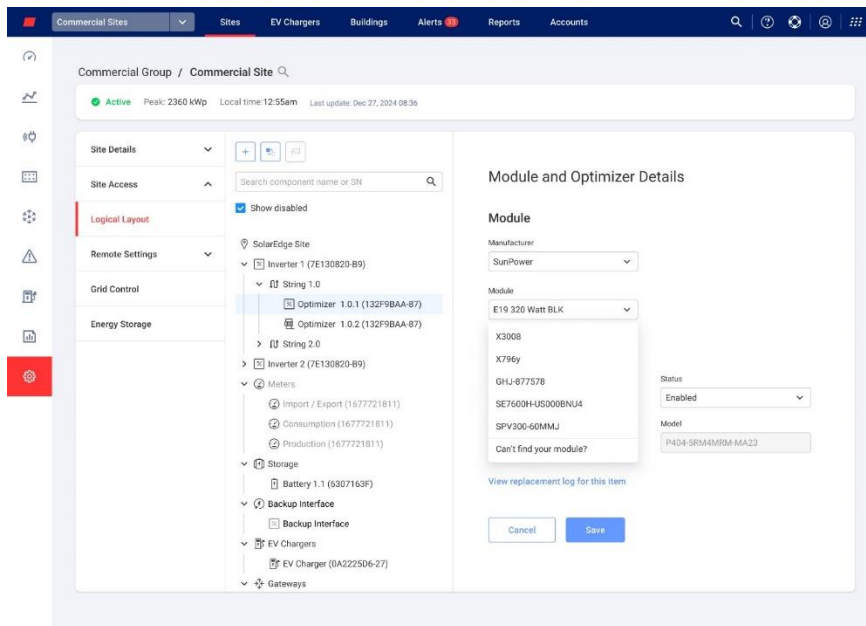 Commercial Sites
Sites EV Chargers Buildings Alerts 33 Reports Accounts
Commercial Group / Commercial Site
Active Peak: 2360 kWp Local time:12:55am Last update: Dec 27, 2024 08:36
Site Details
Site Access
Logical Layout
Remote Settings
Grid Control
Energy Storage
Search component name or SN
Show disabled
SolarEdge Site
Inverter 1 (7E130820-B9)
String 1.0
Optimizer 1.0.1 (132F9BAA-87)
Optimizer 1.0.2 (132F9BAA-87)
String 2.0
Inverter 2 (7E130820-B9)
Meters
Import / Export (1677721811)
Consumption (1677721811)
Production (1677721811)
Storage
Battery 1.1 (6307163F)
Backup Interface
Backup Interface
EV Chargers
EV Charger (0A2225D6-27)
Gateways
Module and Optimizer Details
Module
Manufacturer
SunPower
Module
E19 320 Watt BLK
X3008
X796y
GHJ-877578
SE7600H-US000BNU4
SPV300-60MMJ
Can't find your module?
Status
Enabled
Model
P404-5RM4MRM-MA23
View replacement log for this item
Cancel Save